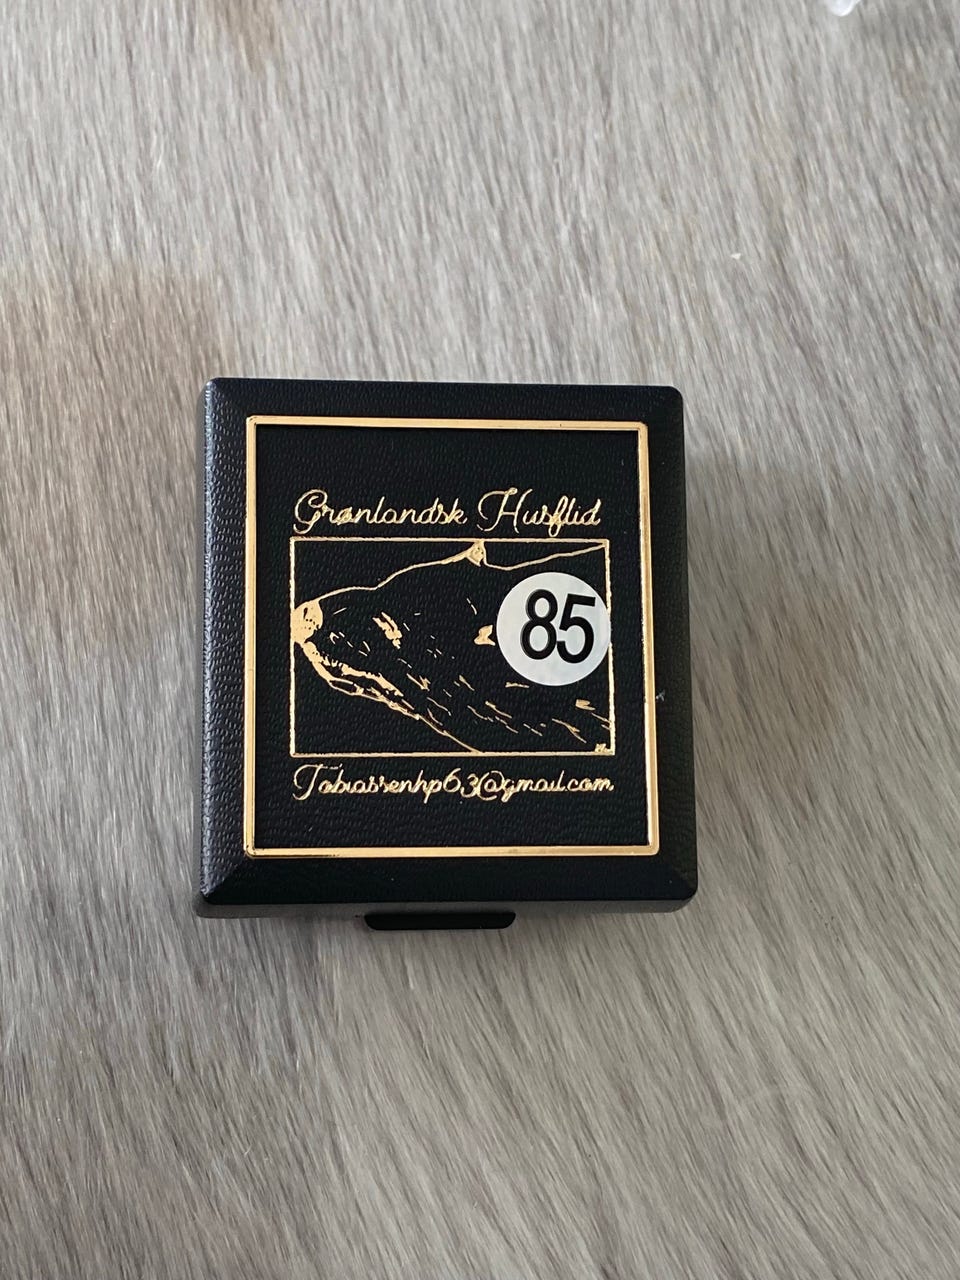 Grønlandsk Husflid
85
Tobiassenhp63@gmail.com